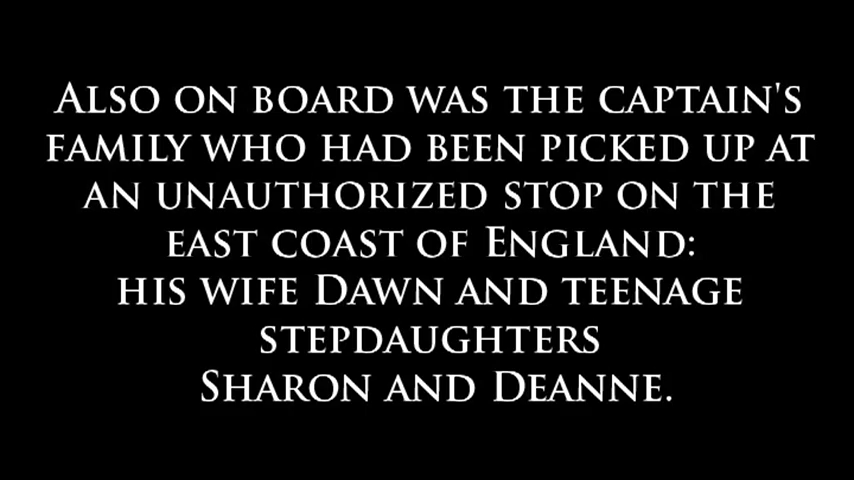 Also on board was the captain's
family who had been picked up at
an unauthorized stop on the
east coast of England:
his wife Dawn and teenage
stepdaughters
Sharon and Deanne.